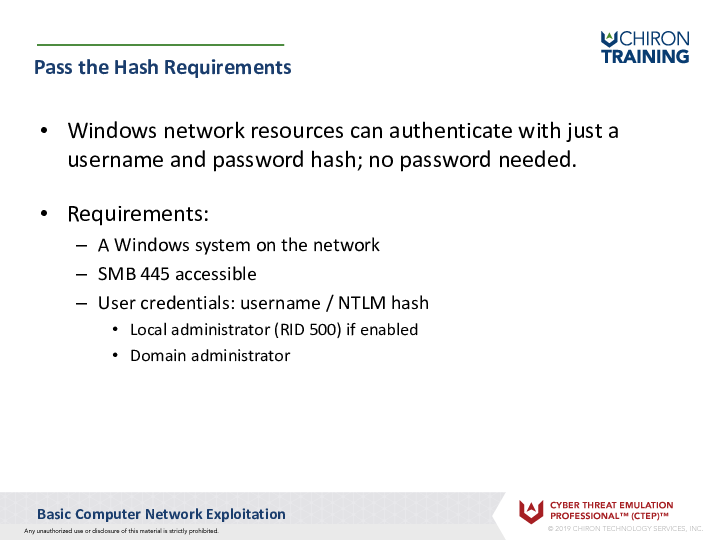 CHIRON
TRAINING
Pass the Hash Requirements
• Windows network resources can authenticate with just a
username and password hash; no password needed.
• Requirements:
– A Windows system on the network
– SMB 445 accessible
– User credentials: username / NTLM hash
• Local administrator (RID 500) if enabled
• Domain administrator
Basic Computer Network Exploitation
Any unauthorized use or disclosure of this material is strictly prohibited.
CYBER THREAT EMULATION
PROFESSIONAL™ (CTEP)™
© 2019 CHIRON TECHNOLOGY SERVICES, INC.